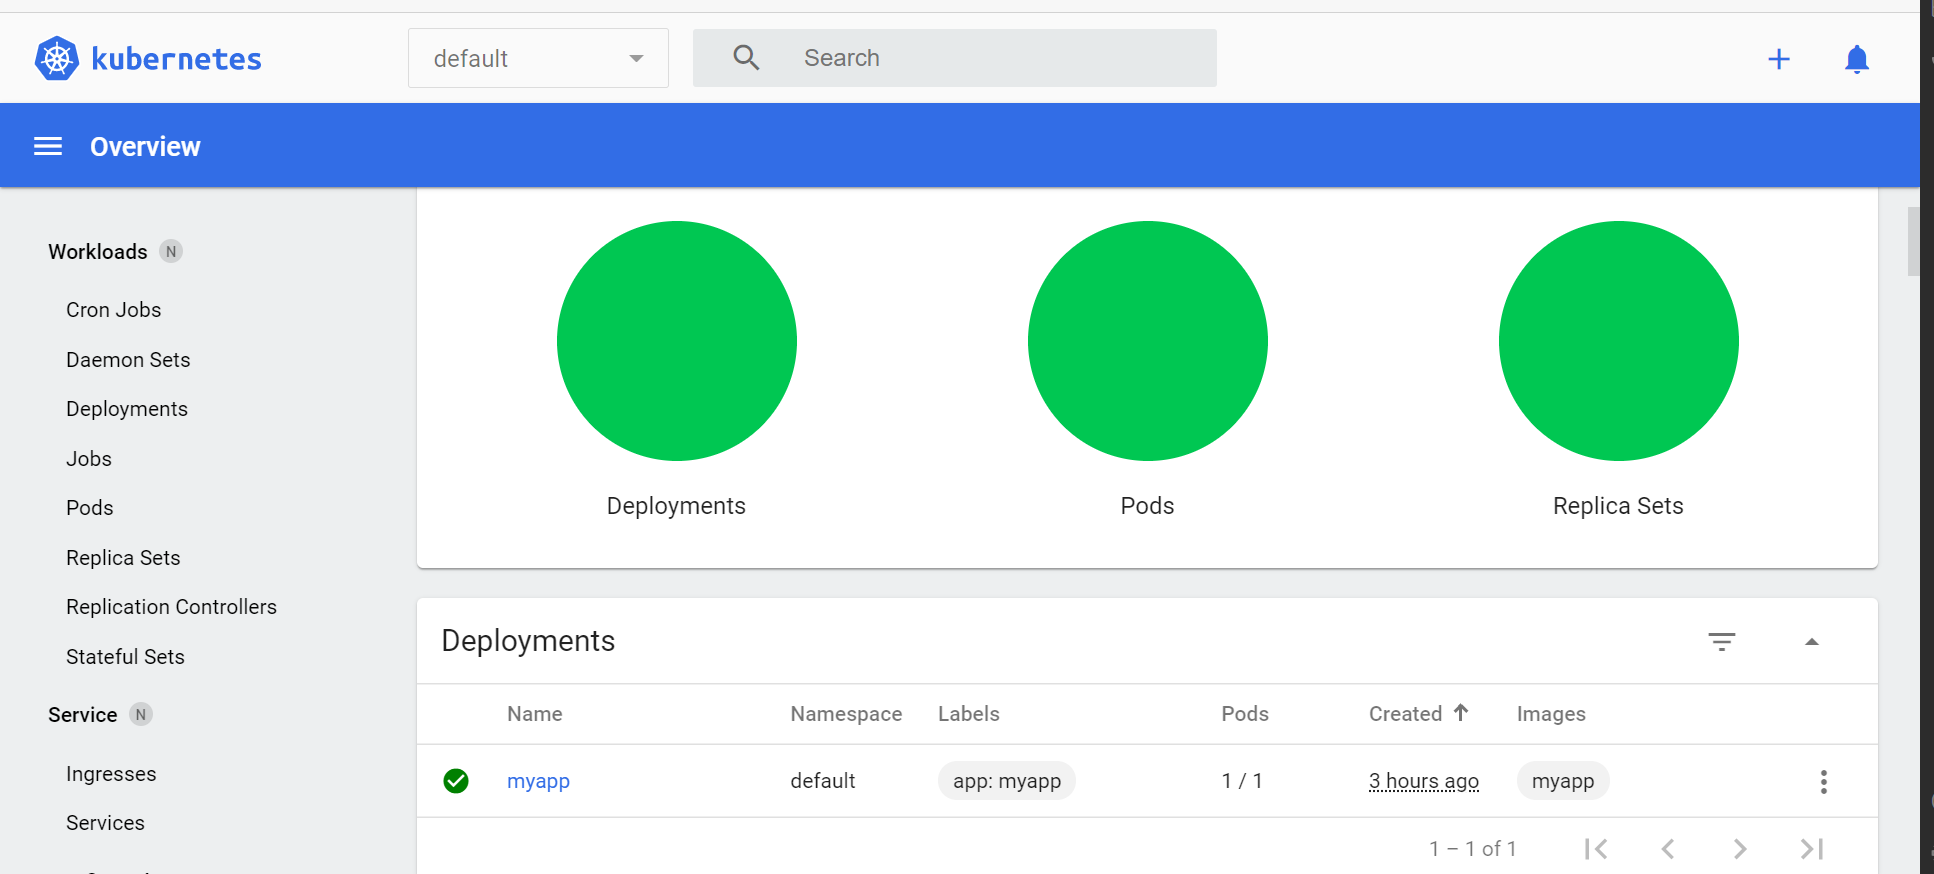 kubernetes
default
Search
Overview
Workloads N
Cron Jobs
Daemon Sets
Deployments
Jobs
Pods
Replica Sets
Replication Controllers
Stateful Sets
Service N
Ingresses
Services
Deployments
Pods
Replica Sets
Deployments
Name Namespace Labels Pods Created Images
myapp default app: myapp 1 / 1 3 hours ago myapp
1 – 1 of 1